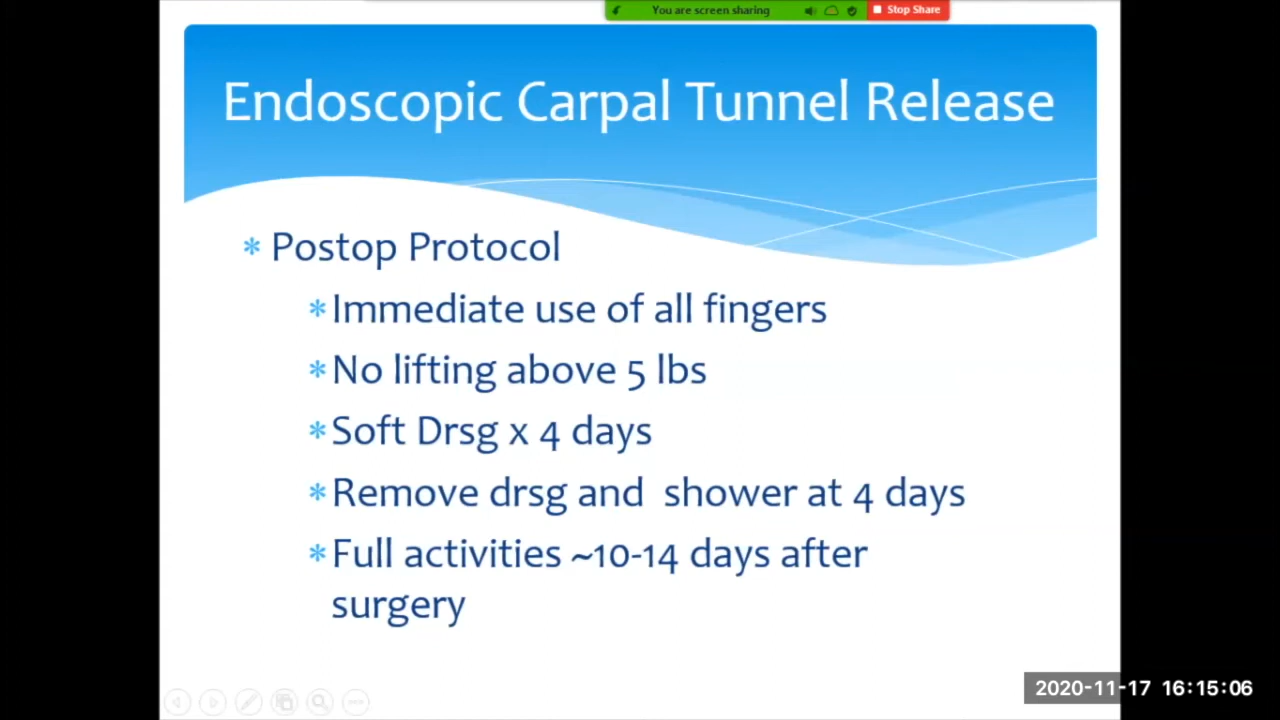 You are screen sharing
Stop Share
Endoscopic Carpal Tunnel Release
* Postop Protocol
* Immediate use of all fingers
* No lifting above 5 lbs
* Soft Drsg x 4 days
* Remove drsg and shower at 4 days
* Full activities ~10-14 days after
surgery
2020-11-17 16:15:06